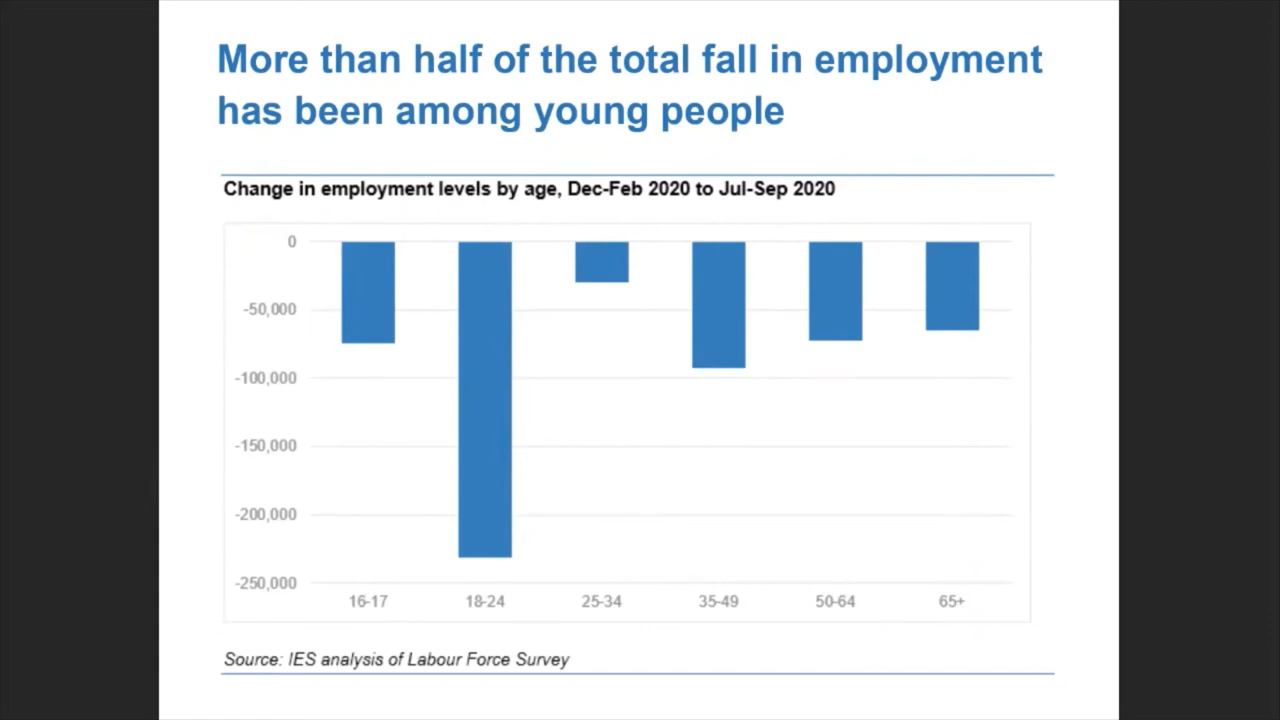 More than half of the total fall in employment
has been among young people
Change in employment levels by age, Dec-Feb 2020 to Jul-Sep 2020
0
-50,000
-100,000
-150,000
-200,000
-250,000
16-17 18-24 25-34 35-49 50-64 65+
Source: IES analysis of Labour Force Survey